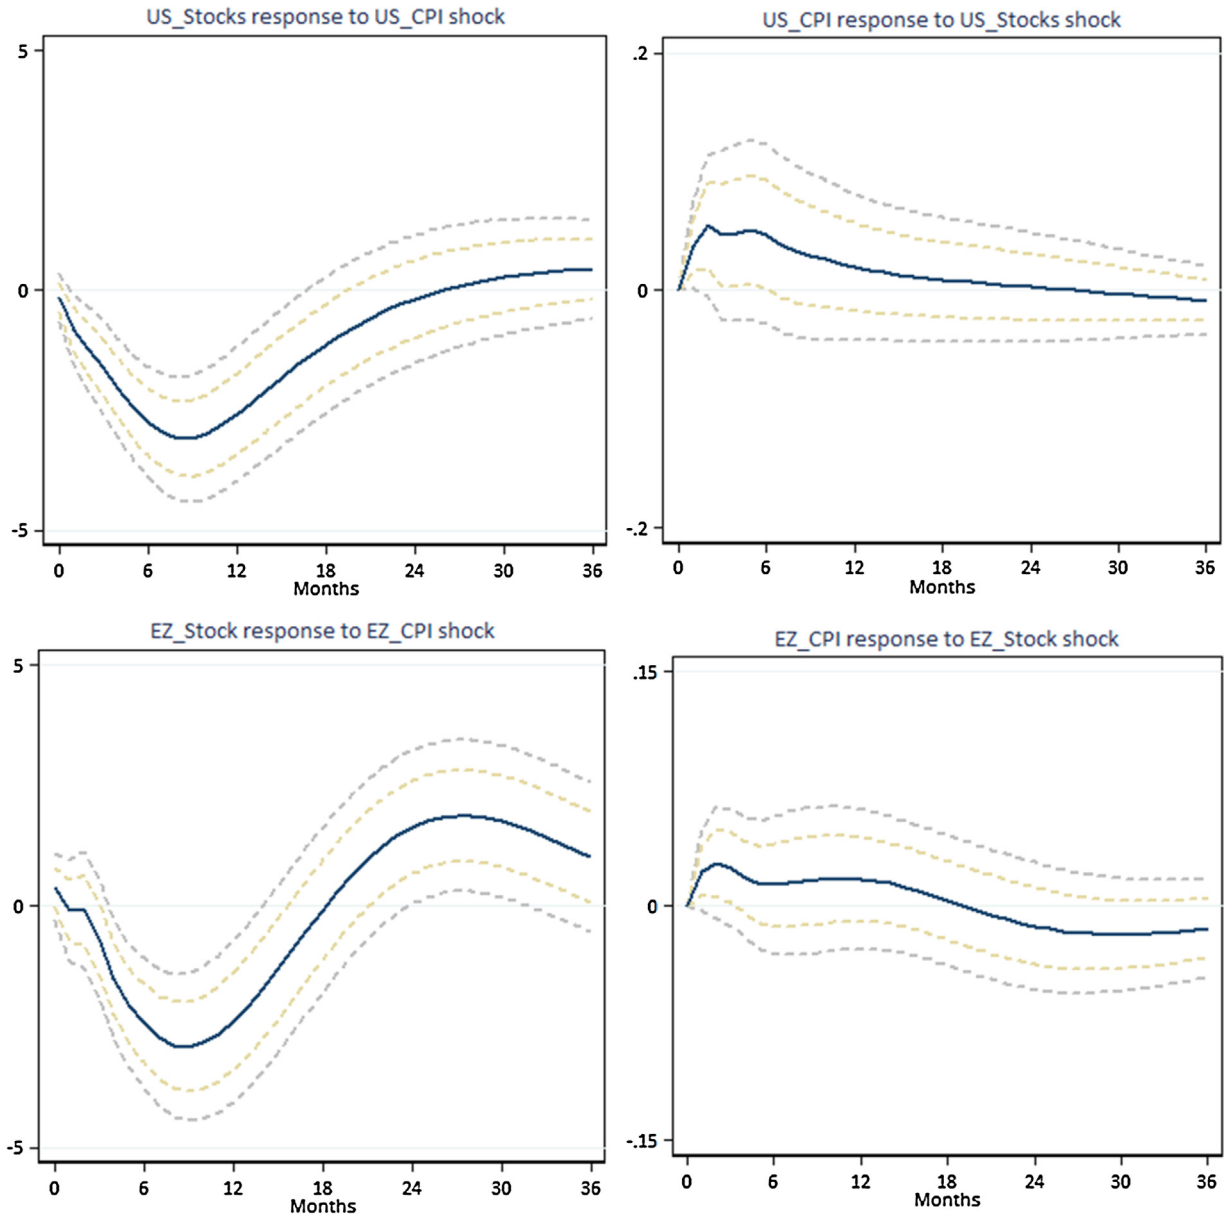 US_Stocks response to US_CPI shock
5
0
-5
0 6 12 18 24 30 36
Months
US_CPI response to US_Stocks shock
.2
0
-.2
0 6 12 18 24 30 36
Months
EZ_Stock response to EZ_CPI shock
5
0
-5
0 6 12 18 24 30 36
Months
EZ_CPI response to EZ_Stock shock
.15
0
-.15
0 6 12 18 24 30 36
Months